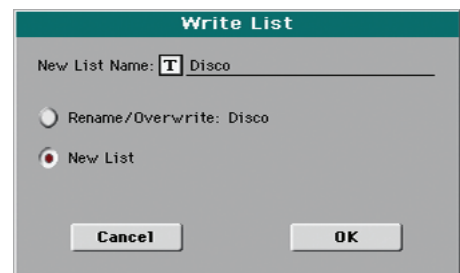 Write List
New List Name: T Disco
Rename/Overwrite: Disco
New List
Cancel OK